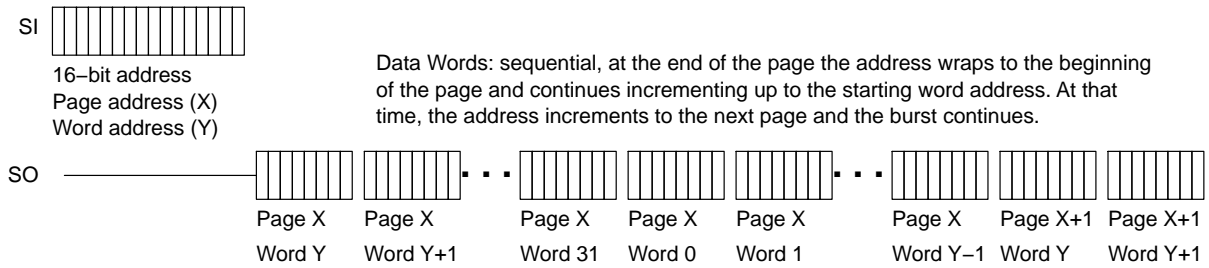 SI
16−bit address
Page address (X)
Word address (Y)
Data Words: sequential, at the end of the page the address wraps to the beginning
of the page and continues incrementing up to the starting word address. At that
time, the address increments to the next page and the burst continues.
SO
Page X Page X Page X Page X Page X Page X Page X+1 Page X+1
Word Y Word Y+1 Word 31 Word 0 Word 1 Word Y−1 Word Y Word Y+1